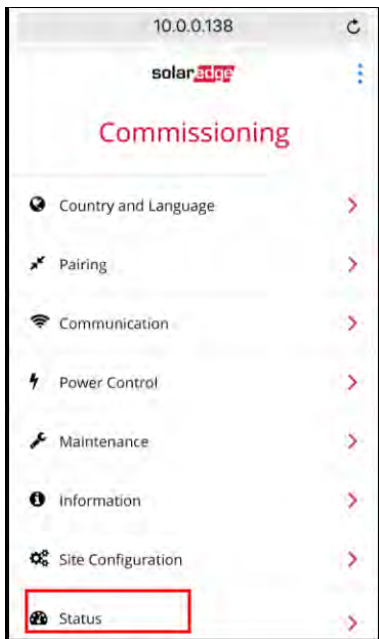 10.0.0.138
solaredge
Commissioning
Country and Language
Pairing
Communication
Power Control
Maintenance
Information
Site Configuration
Status